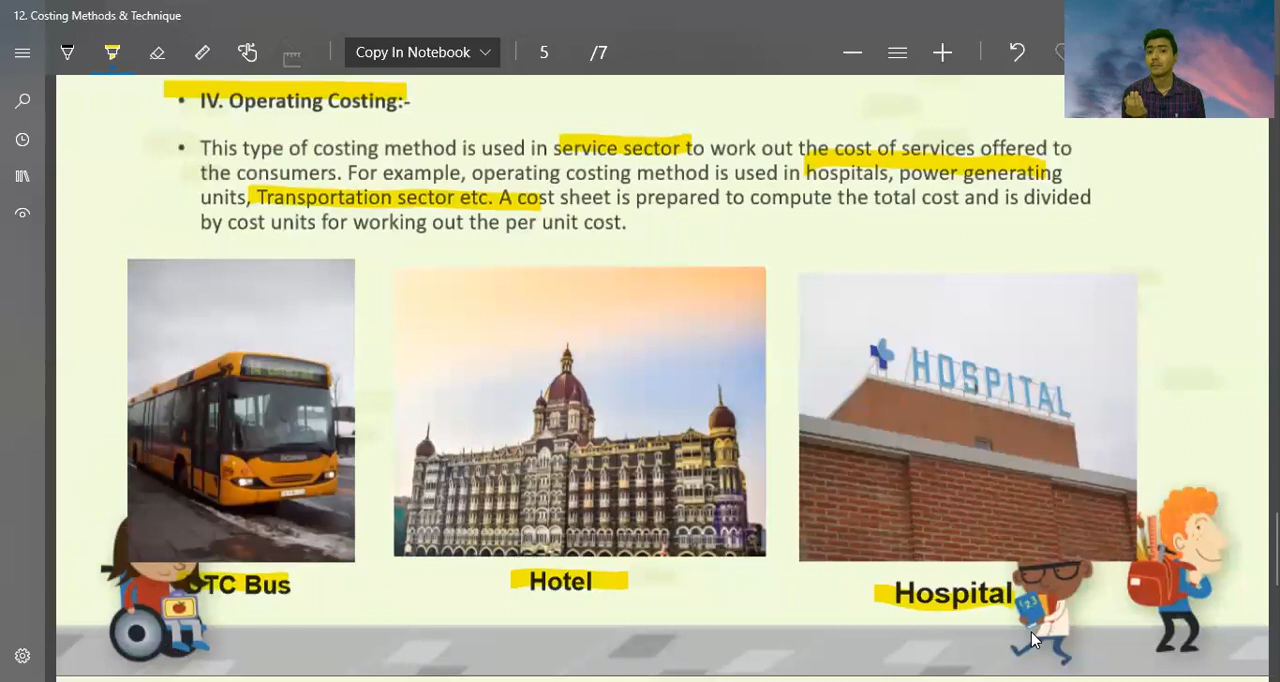 12. Costing Methods & Technique
Copy In Notebook
5
/7
• IV. Operating Costing:-
• This type of costing method is used in service sector to work out the cost of services offered to
the consumers. For example, operating costing method is used in hospitals, power generating
units, Transportation sector etc. A cost sheet is prepared to compute the total cost and is divided
by cost units for working out the per unit cost.
HOSPITAL
SCANIA
TC Bus
Hotel
Hospital
123